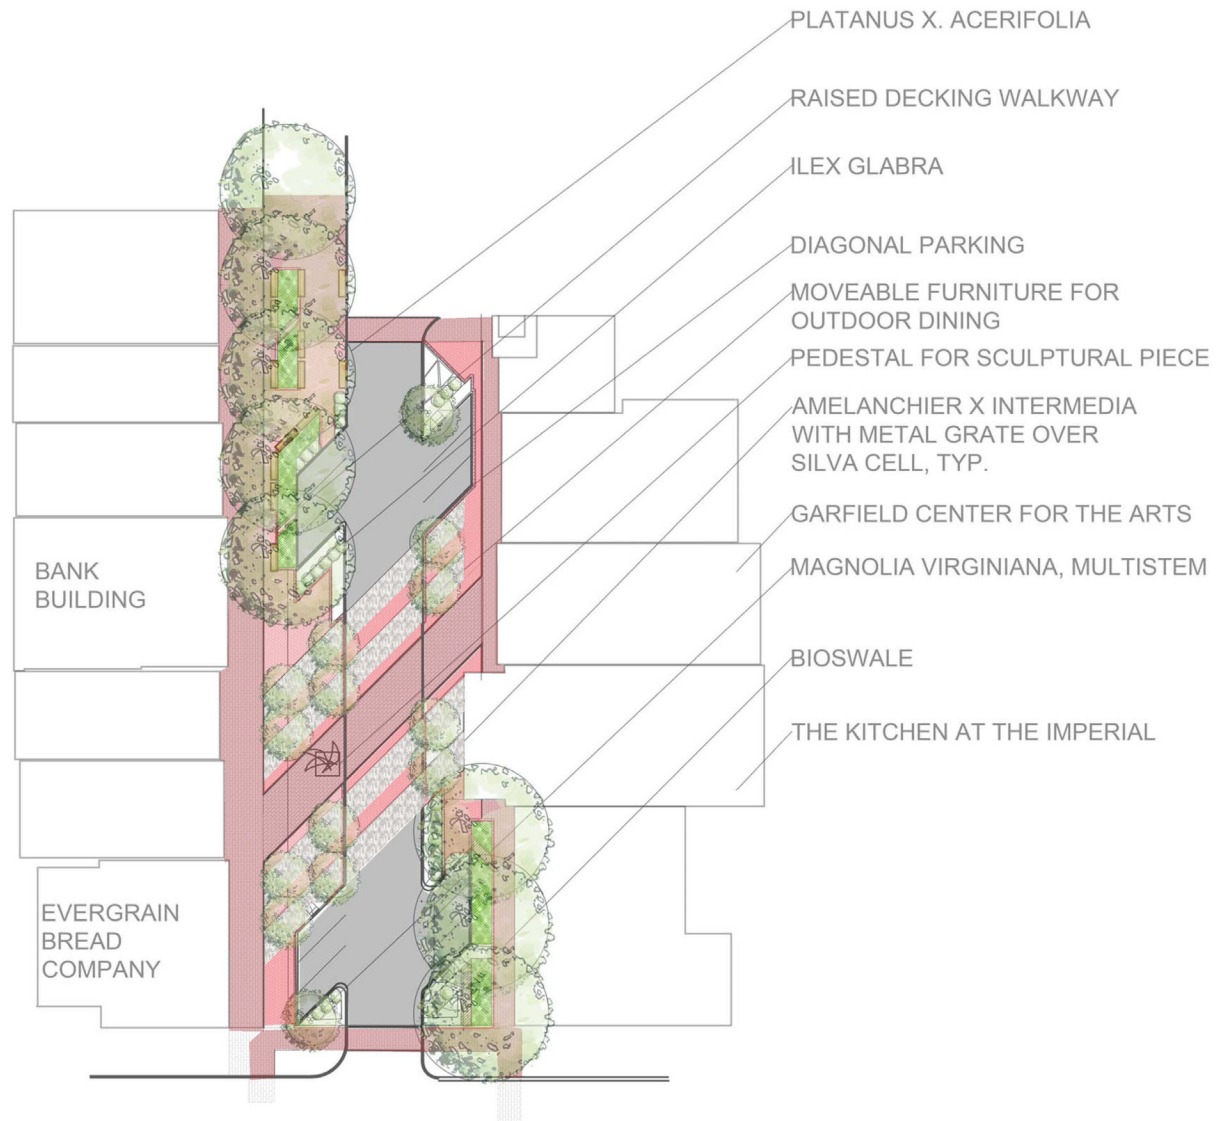 PLATANUS X. ACERIFOLIA
RAISED DECKING WALKWAY
ILEX GLABRA
DIAGONAL PARKING
MOVEABLE FURNITURE FOR
OUTDOOR DINING
PEDESTAL FOR SCULPTURAL PIECE
AMELANCHIER X INTERMEDIA
WITH METAL GRATE OVER
SILVA CELL, TYP.
GARFIELD CENTER FOR THE ARTS
MAGNOLIA VIRGINIANA, MULTISTEM
BIOSWALE
THE KITCHEN AT THE IMPERIAL
BANK
BUILDING
EVERGRAIN
BREAD
COMPANY